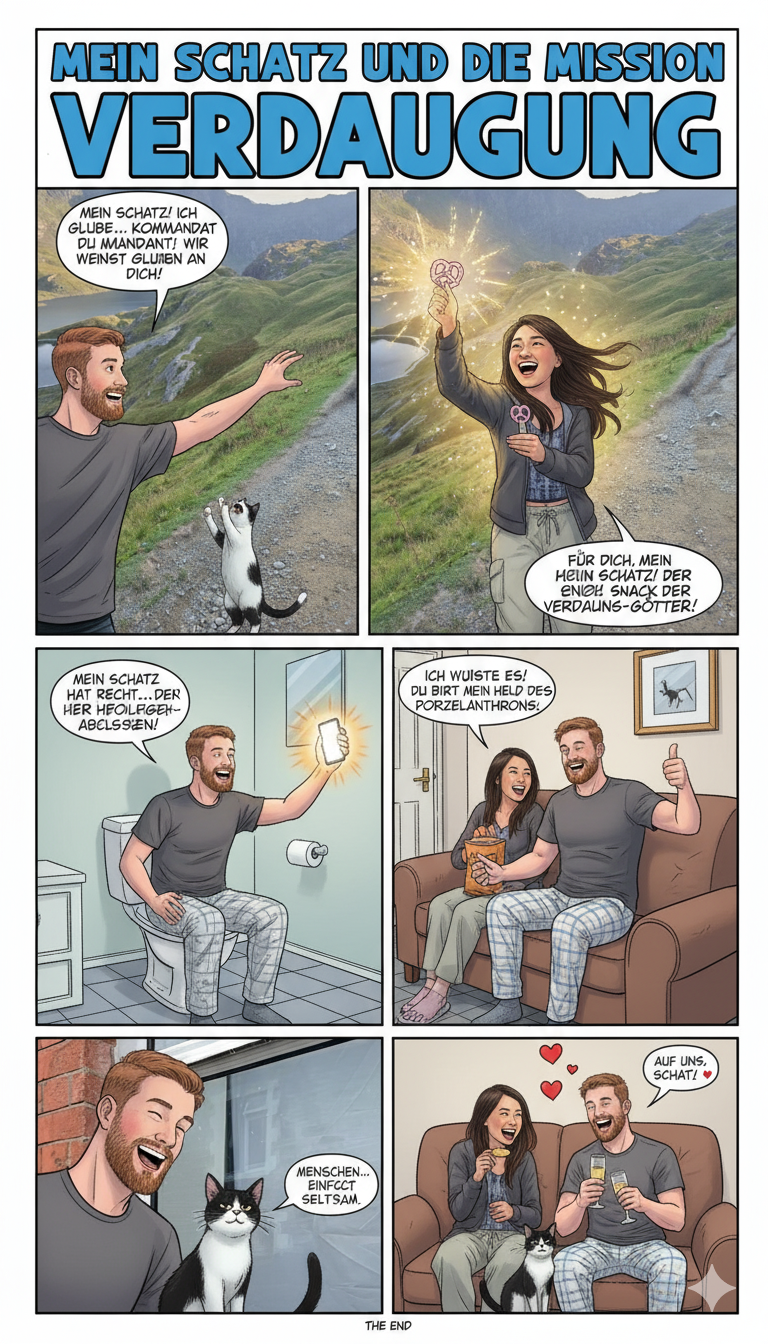 MEIN SCHATZ UND DIE MISSION
VERDAUGUNG
MEIN SCHATZ! ICH
GLUBE... KOMMANDAT
DU MANDANT! WIR
WEINST AN
DICH!
FÜR DICH, MEIN
SCHATZ! DER
SNACK DER
VERDAUNS-GÖTTER!
MEIN SCHATZ
HAT RECHT...DER
HER
ICH WUISTE ES!
DU BIRT MEIN HELD DES
PORZELANTHRONS!
MENSCHEN...
EINFCCT
SELTSAM.
AUF UNS,
SCHAT!
THE END